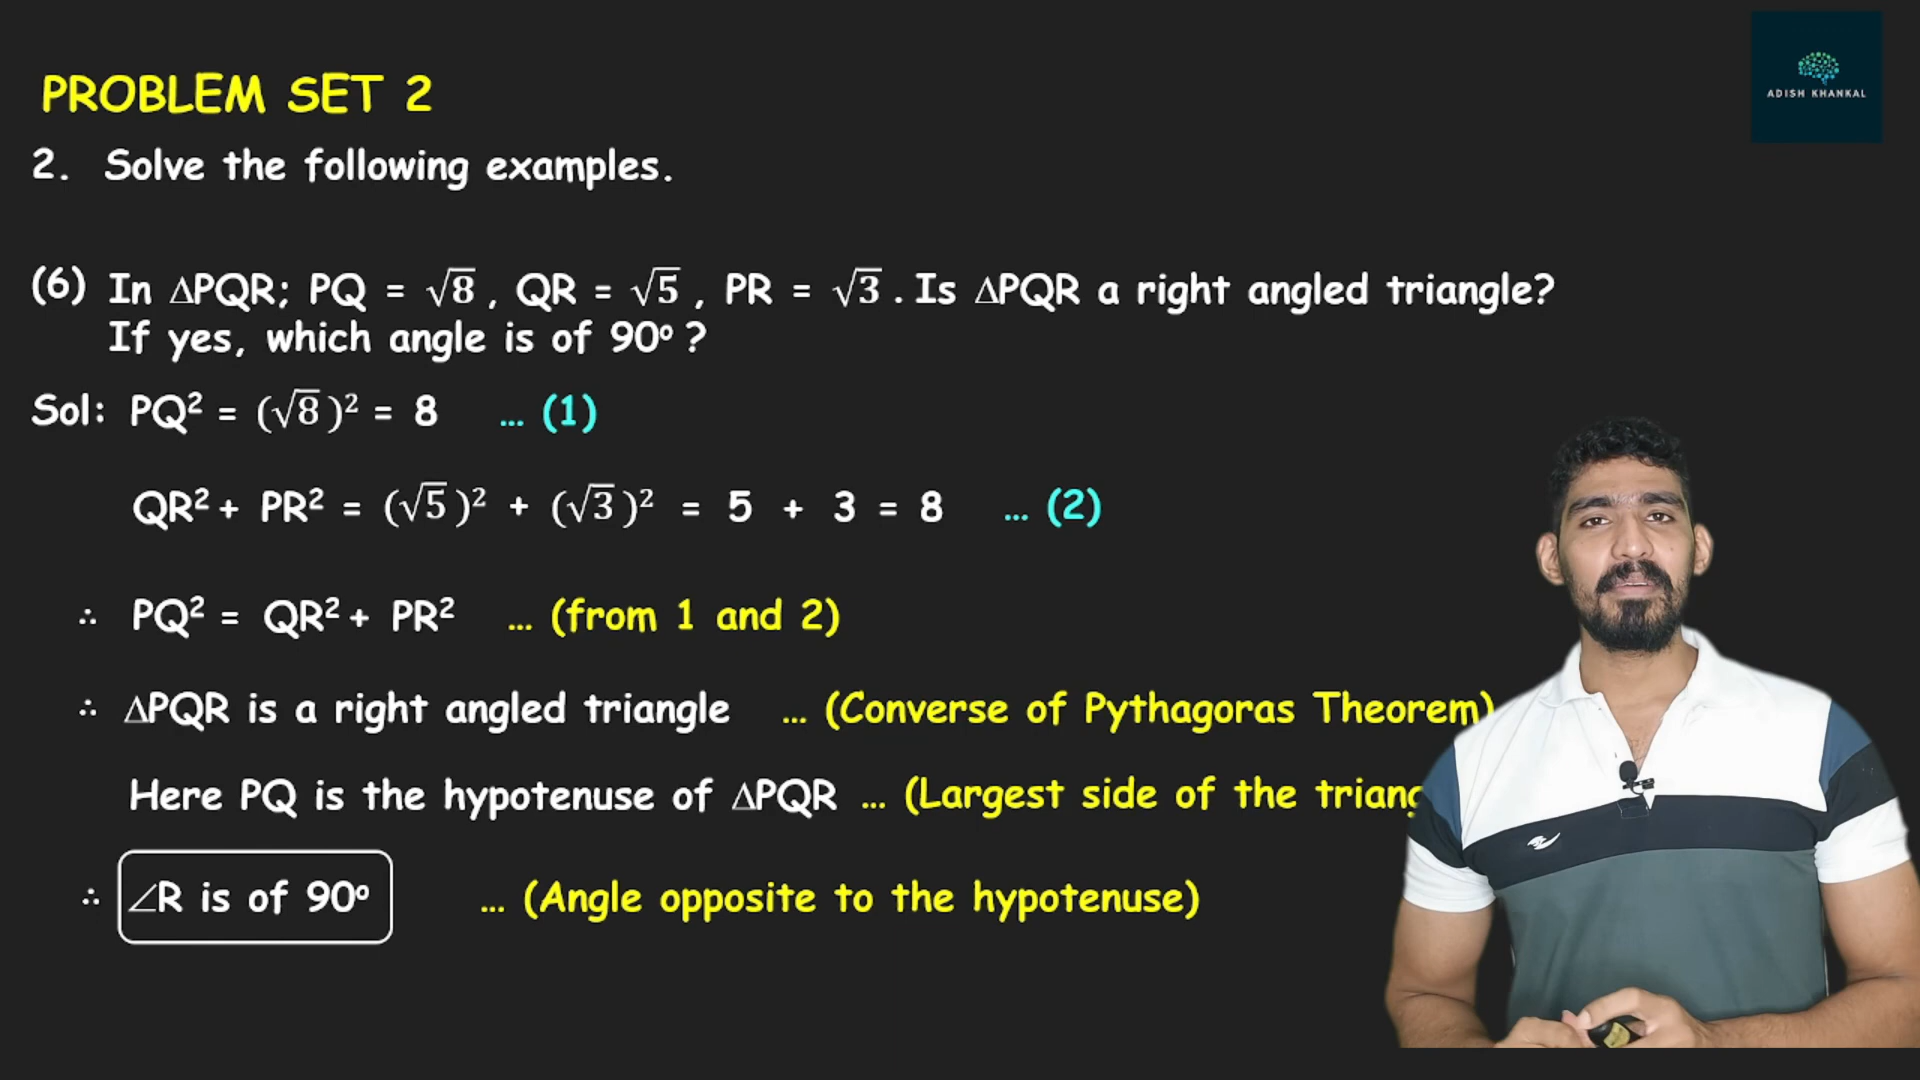 ADISH KHANKAL
PROBLEM SET 2
2. Solve the following examples.
(6) In ∆PQR; PQ = √8 , QR = √5 , PR = √3 . Is ∆PQR a right angled triangle?
If yes, which angle is of 90° ?
Sol: PQ² = (√8 )² = 8 … (1)
QR² + PR² = (√5 )² + (√3 )² = 5 + 3 = 8 … (2)
∴ PQ² = QR² + PR² … (from 1 and 2)
∴ ∆PQR is a right angled triangle … (Converse of Pythagoras Theorem)
Here PQ is the hypotenuse of ∆PQR … (Largest side of the
∴ ∠R is of 90° … (Angle opposite to the hypotenuse)